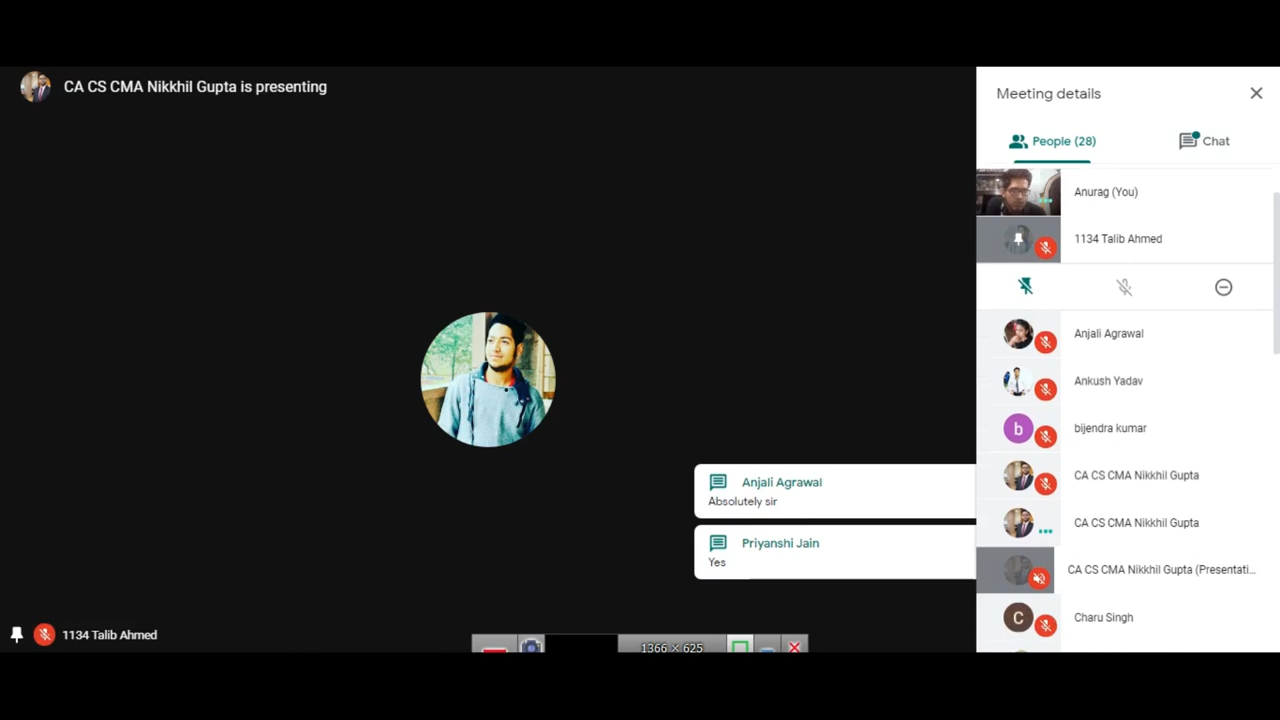 CA CS CMA Nikkhil Gupta is presenting
Meeting details
People (28)
Chat
Anurag (You)
1134 Talib Ahmed
Anjali Agrawal
Ankush Yadav
b
bijendra kumar
CA CS CMA Nikkhil Gupta
CA CS CMA Nikkhil Gupta
CA CS CMA Nikkhil Gupta (Presentati...
C
Charu Singh
Anjali Agrawal
Absolutely sir
Priyanshi Jain
Yes
1134 Talib Ahmed
1366 × 625